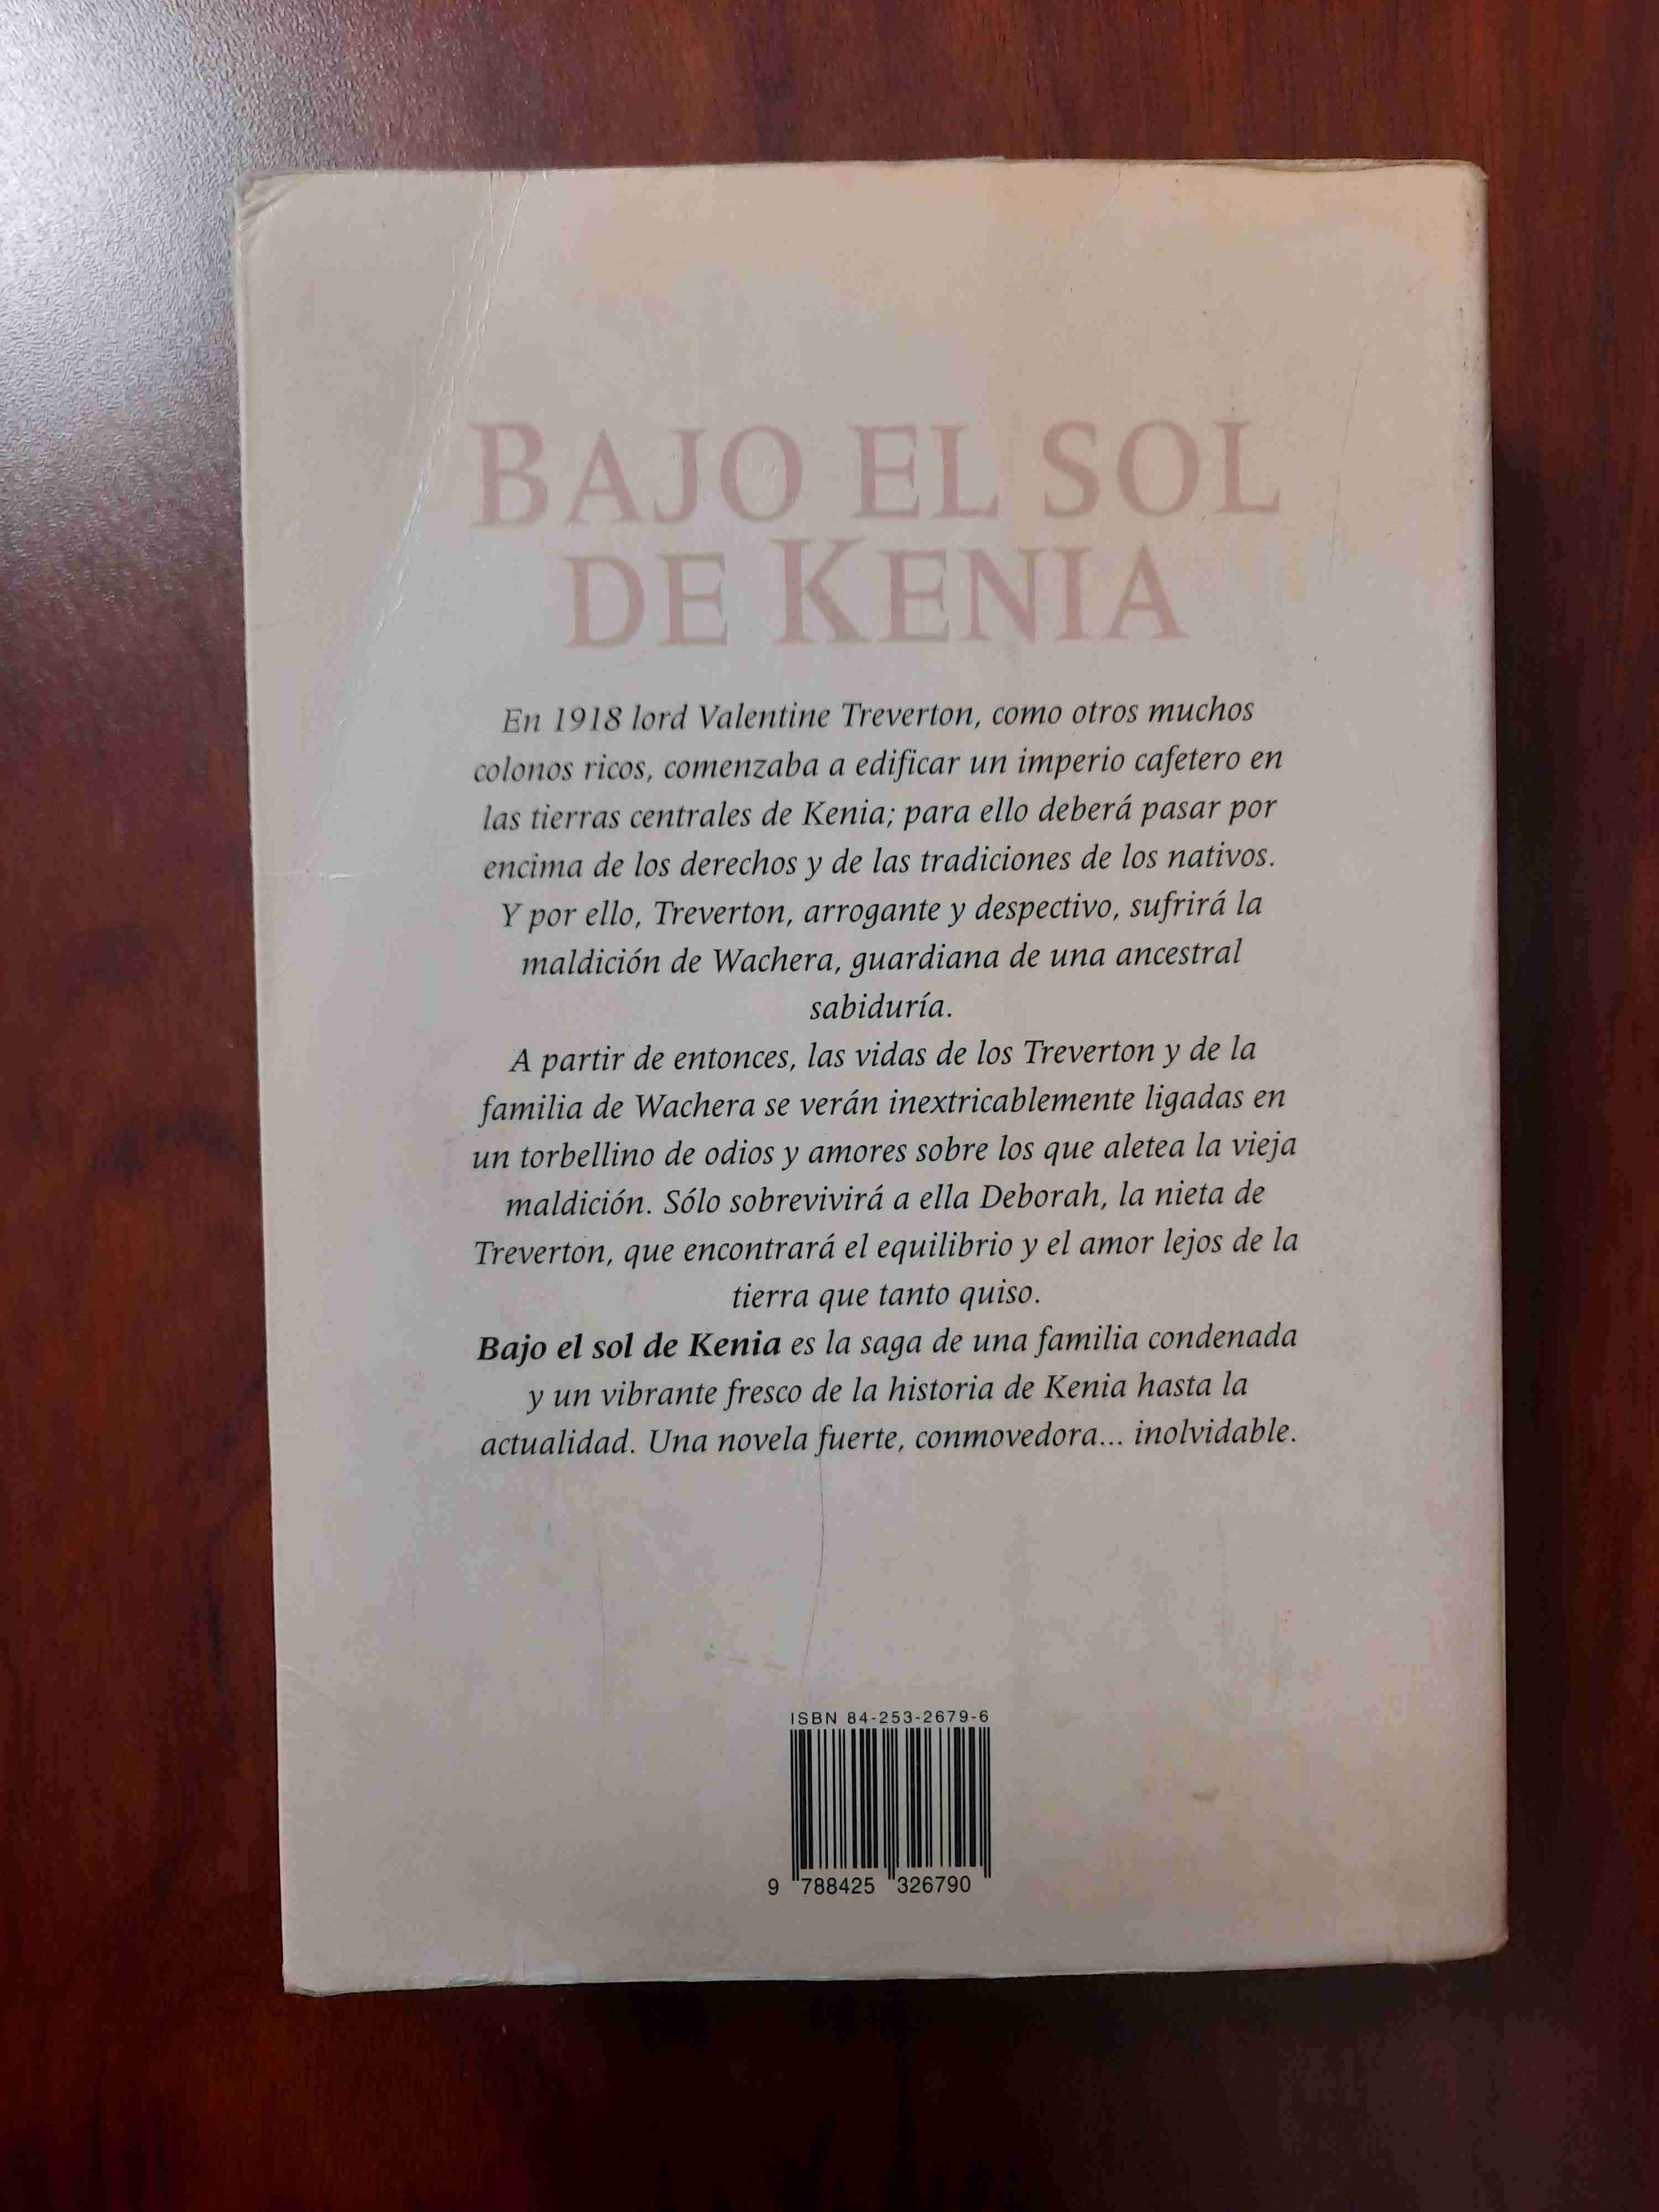 BAJO EL SOL
DE KENIA
En 1918 lord Valentine Treverton, como otros muchos
colonos ricos, comenzaba a edificar un imperio cafetero en
las tierras centrales de Kenia; para ello deberá pasar por
encima de los derechos y de las tradiciones de los nativos.
Y por ello, Treverton, arrogante y despectivo, sufrirá la
maldición de Wachera, guardiana de una ancestral
sabiduría.
A partir de entonces, las vidas de los Treverton y de la
familia de Wachera se verán inextricablemente ligadas en
un torbellino de odios y amores sobre los que aletea la vieja
maldición. Sólo sobrevivirá a ella Deborah, la nieta de
Treverton, que encontrará el equilibrio y el amor lejos de la
tierra que tanto quiso.
Bajo el sol de Kenia es la saga de una familia condenada
y un vibrante fresco de la historia de Kenia hasta la
actualidad. Una novela fuerte, conmovedora... inolvidable.
ISBN 84-253-2679-6
9 788425 326790